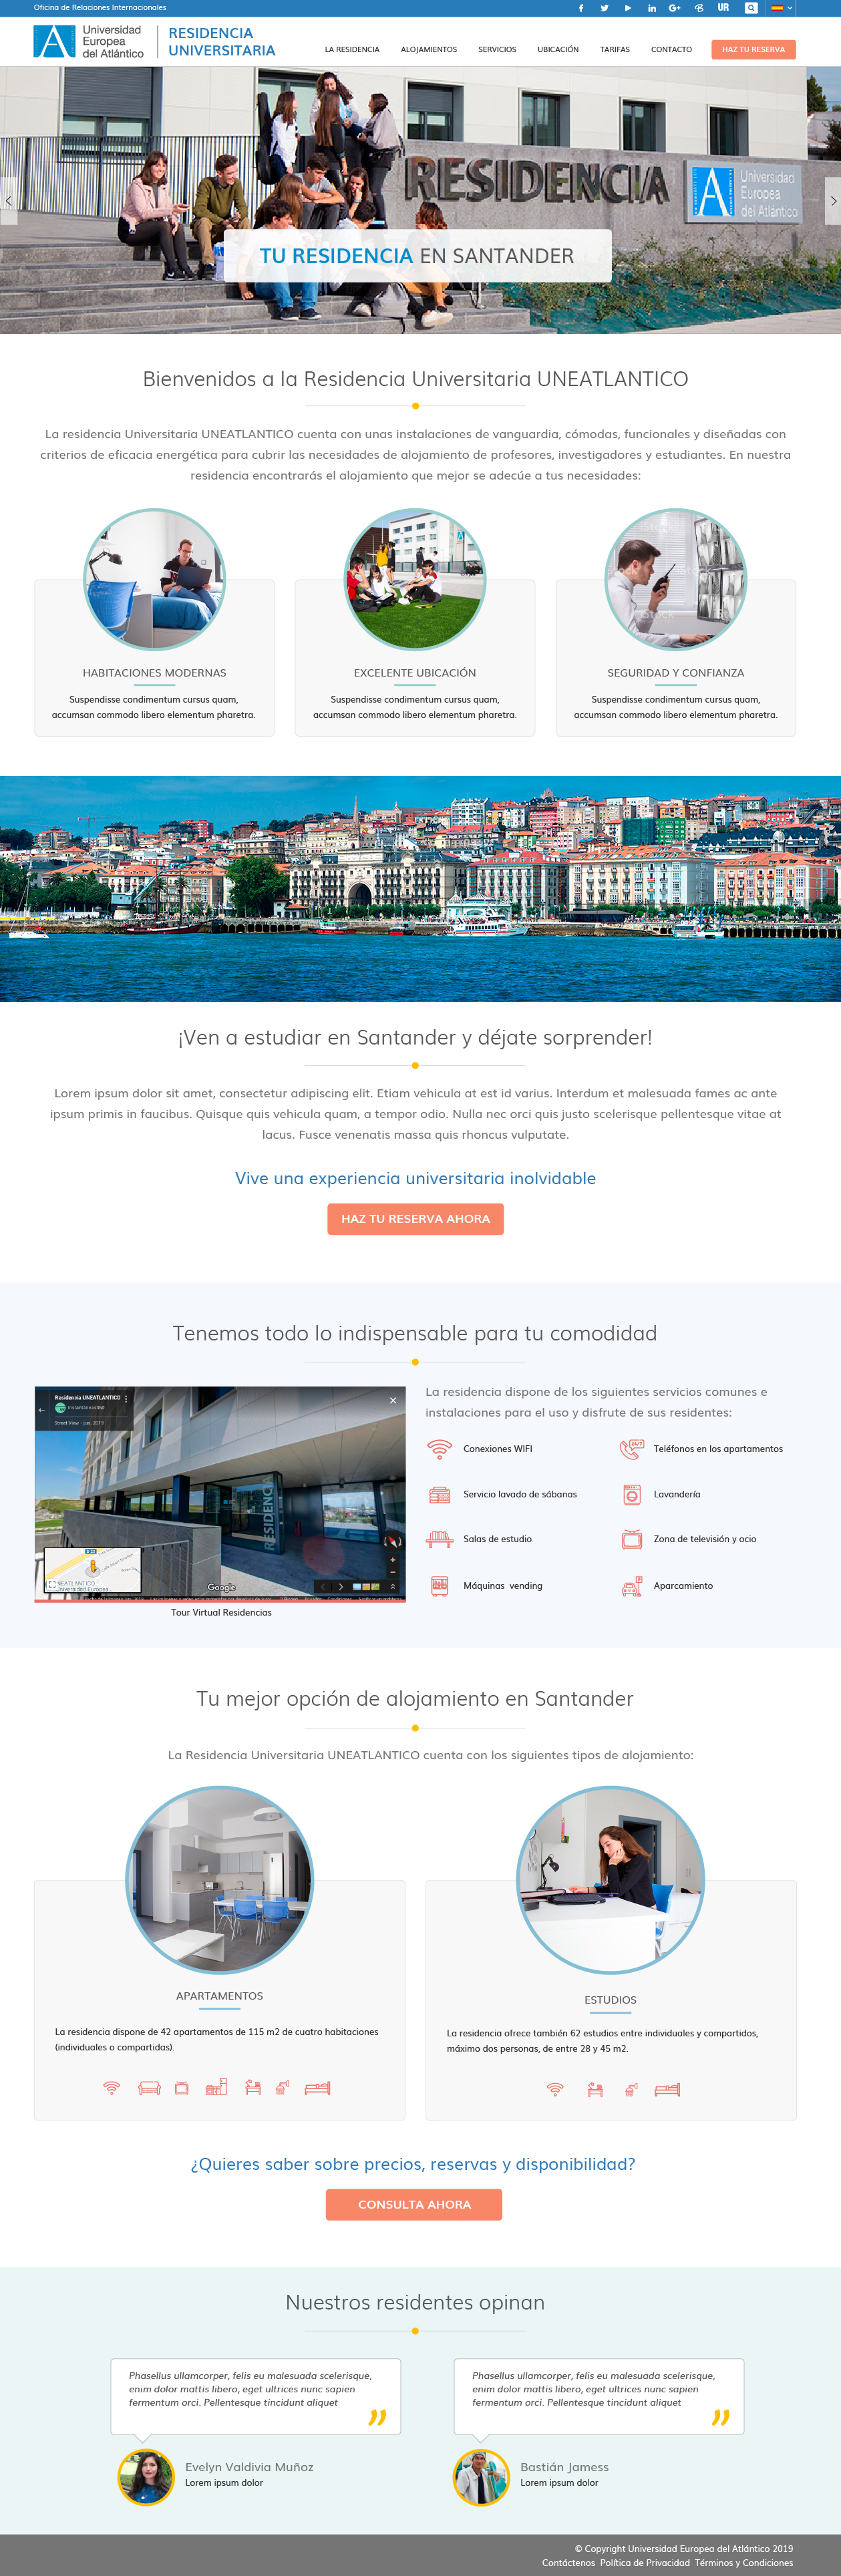 Oficina de Relaciones Internacionales
UR
Universidad
Europea
del Atlántico
RESIDENCIA
UNIVERSITARIA
LA RESIDENCIA ALOJAMIENTOS SERVICIOS UBICACIÓN TARIFAS CONTACTO HAZ TU RESERVA
RESIDENCIA
Universidad
Europea
del Atlántico
TU RESIDENCIA EN SANTANDER
Bienvenidos a la Residencia Universitaria UNEATLANTICO
La residencia Universitaria UNEATLANTICO cuenta con unas instalaciones de vanguardia, cómodas, funcionales y diseñadas con
criterios de eficacia energética para cubrir las necesidades de alojamiento de profesores, investigadores y estudiantes. En nuestra
residencia encontrarás el alojamiento que mejor se adecúe a tus necesidades:
HABITACIONES MODERNAS
Suspendisse condimentum cursus quam,
accumsan commodo libero elementum pharetra.
EXCELENTE UBICACIÓN
Suspendisse condimentum cursus quam,
accumsan commodo libero elementum pharetra.
SEGURIDAD Y CONFIANZA
Suspendisse condimentum cursus quam,
accumsan commodo libero elementum pharetra.
¡Ven a estudiar en Santander y déjate sorprender!
Lorem ipsum dolor sit amet, consectetur adipiscing elit. Etiam vehicula at est id varius. Interdum et malesuada fames ac ante
ipsum primis in faucibus. Quisque quis vehicula quam, a tempor odio. Nulla nec orci quis justo scelerisque pellentesque vitae at
lacus. Fusce venenatis massa quis rhoncus vulputate.
Vive una experiencia universitaria inolvidable
HAZ TU RESERVA AHORA
Tenemos todo lo indispensable para tu comodidad
Residencia UNEATLANTICO
Street View - jun. 2019
RESIDENCIA
Google
Tour Virtual Residencias
La residencia dispone de los siguientes servicios comunes e
instalaciones para el uso y disfrute de sus residentes:
Conexiones WIFI
Teléfonos en los apartamentos
Servicio lavado de sábanas
Lavandería
Salas de estudio
Zona de televisión y ocio
Máquinas vending
Aparcamiento
Tu mejor opción de alojamiento en Santander
La Residencia Universitaria UNEATLANTICO cuenta con los siguientes tipos de alojamiento:
APARTAMENTOS
La residencia dispone de 42 apartamentos de 115 m2 de cuatro habitaciones
(individuales o compartidas).
ESTUDIOS
La residencia ofrece también 62 estudios entre individuales y compartidos,
máximo dos personas, de entre 28 y 45 m2.
¿Quieres saber sobre precios, reservas y disponibilidad?
CONSULTA AHORA
Nuestros residentes opinan
Phasellus ullamcorper, felis eu malesuada scelerisque,
enim dolor mattis libero, eget ultrices nunc sapien
fermentum orci. Pellentesque tincidunt aliquet
Evelyn Valdivia Muñoz
Lorem ipsum dolor
Phasellus ullamcorper, felis eu malesuada scelerisque,
enim dolor mattis libero, eget ultrices nunc sapien
fermentum orci. Pellentesque tincidunt aliquet
Bastián Jamess
Lorem ipsum dolor
© Copyright Universidad Europea del Atlántico 2019
Contáctenos Política de Privacidad Términos y Condiciones